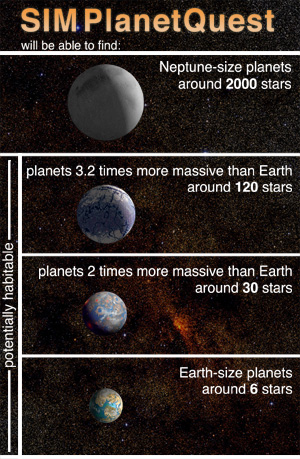 SIM PlanetQuest
will be able to find:
Neptune-size planets
around 2000 stars
potentially habitable
planets 3.2 times more massive than Earth
around 120 stars
planets 2 times more massive than Earth
around 30 stars
Earth-size planets
around 6 stars